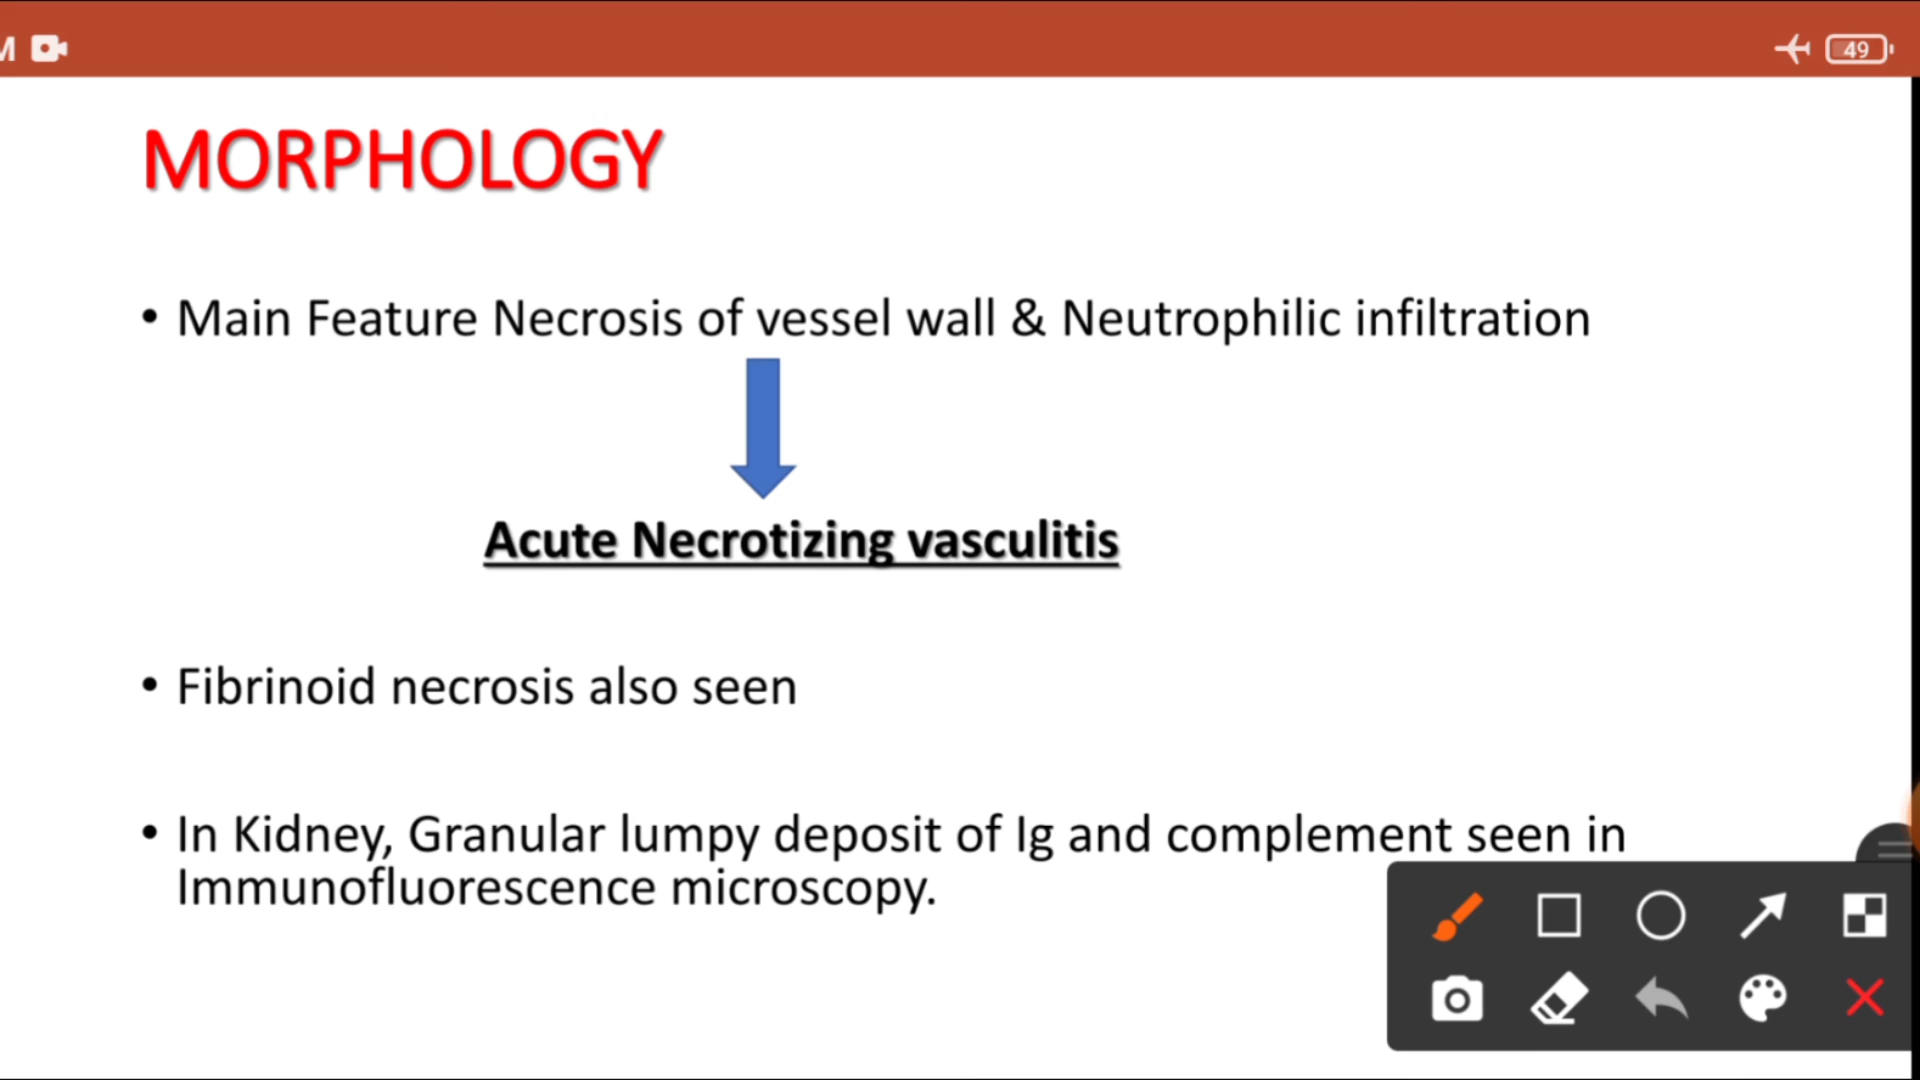 M
49
MORPHOLOGY
• Main Feature Necrosis of vessel wall & Neutrophilic infiltration
Acute Necrotizing vasculitis
• Fibrinoid necrosis also seen
• In Kidney, Granular lumpy deposit of Ig and complement seen in
Immunofluorescence microscopy.